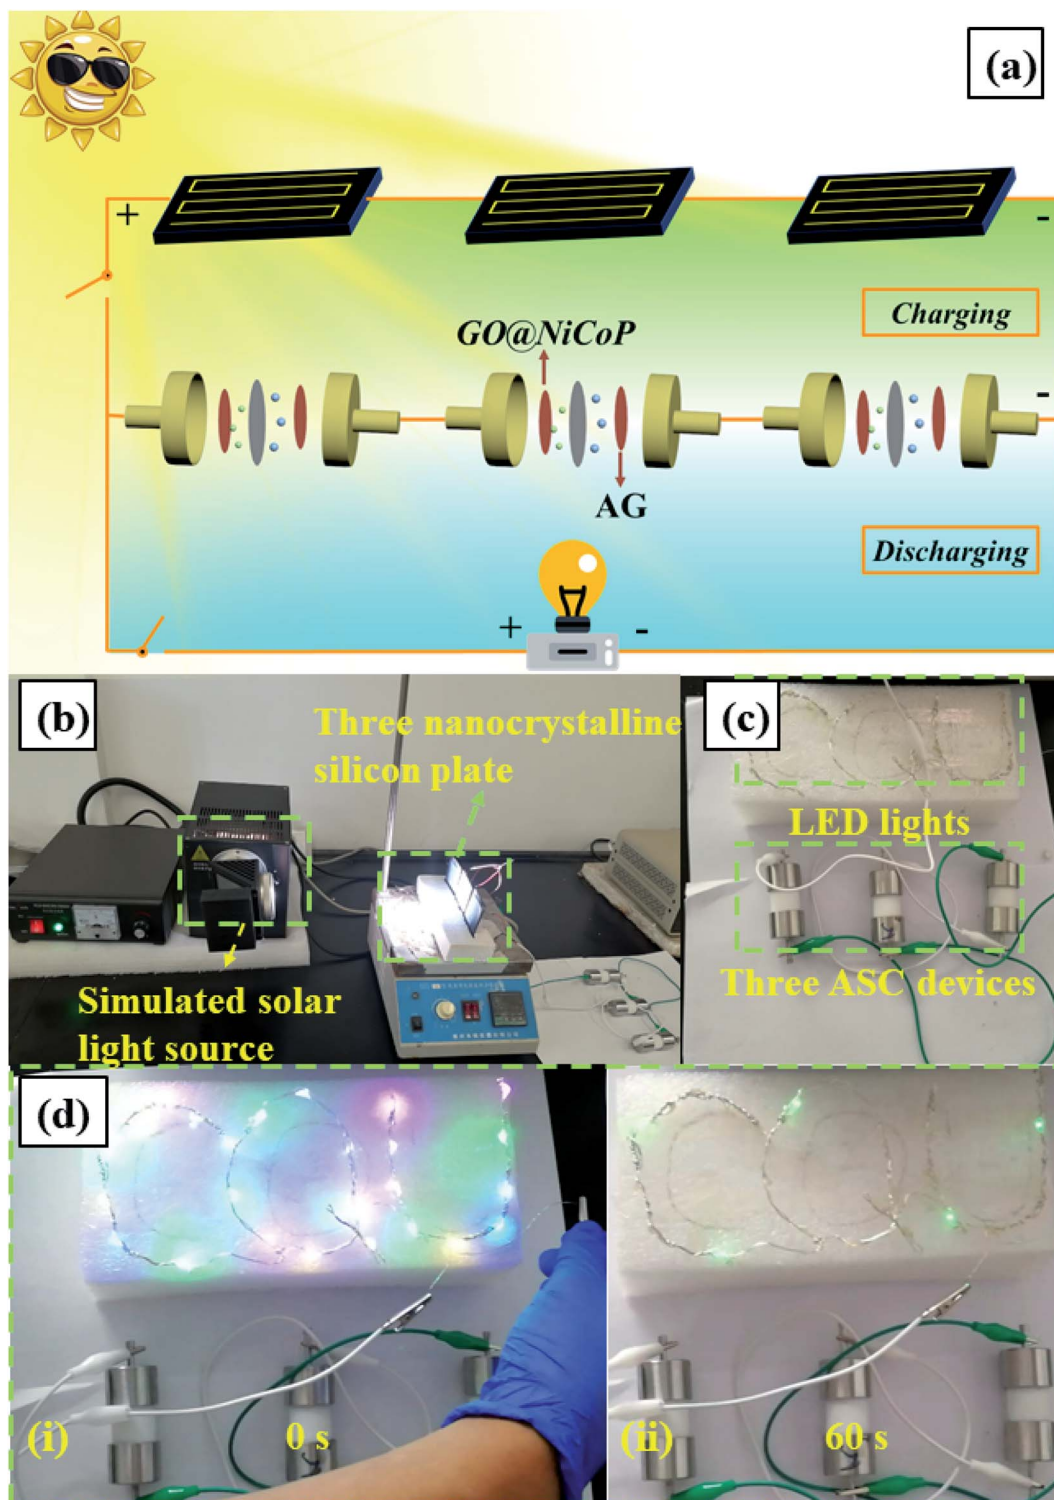 (a)
+
-
Charging
GO@NiCoP
-
AG
Discharging
+
-
(b)
Three nanocrystalline
silicon plate
Simulated solar
light source
(c)
LED lights
Three ASC devices
(d)
(i)
0 s
(ii)
60 s